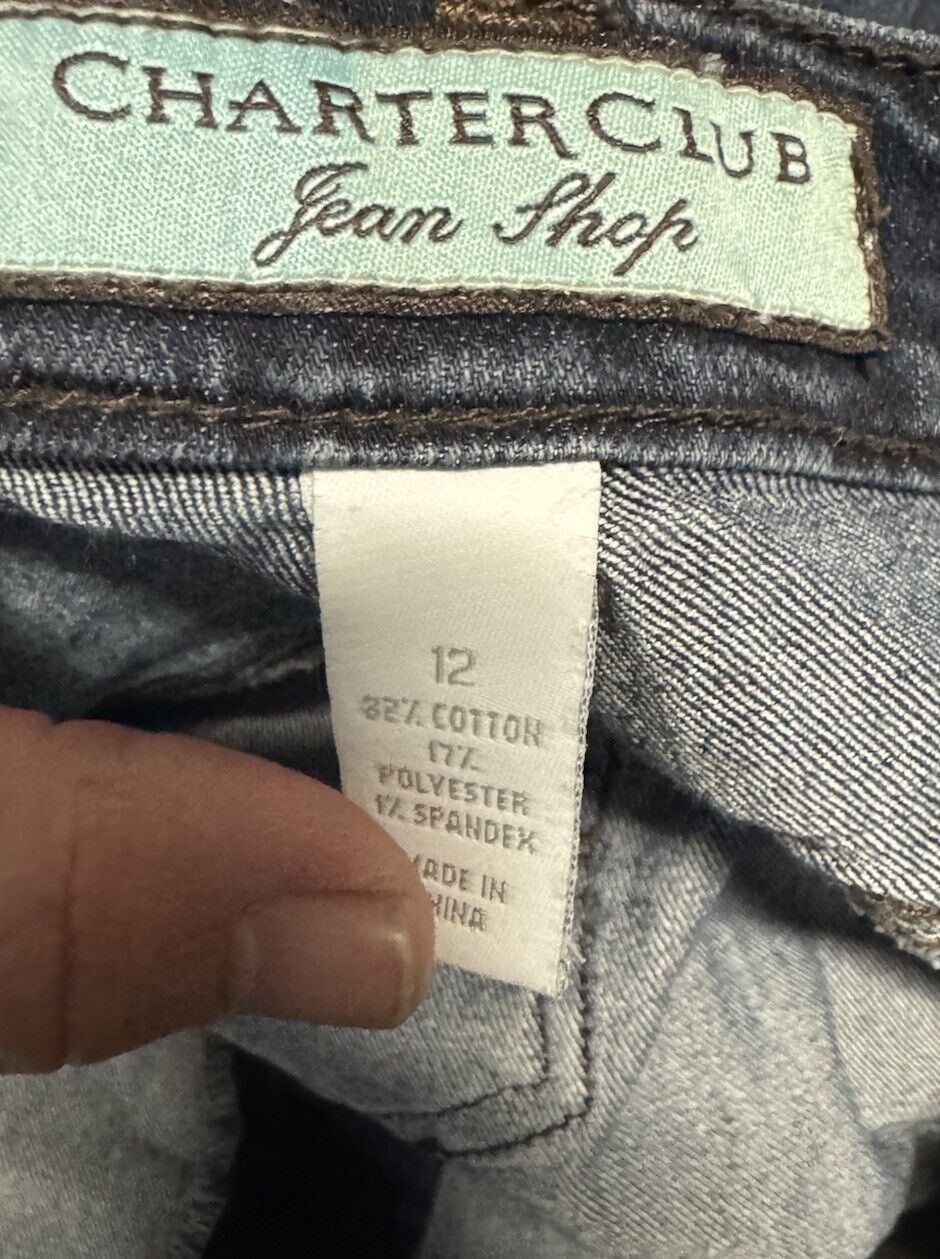 CHARTER CLUB
Jean Shop
12
82% COTTON
17%
POLYESTER
1% SPANDEX
MADE IN
CHINA